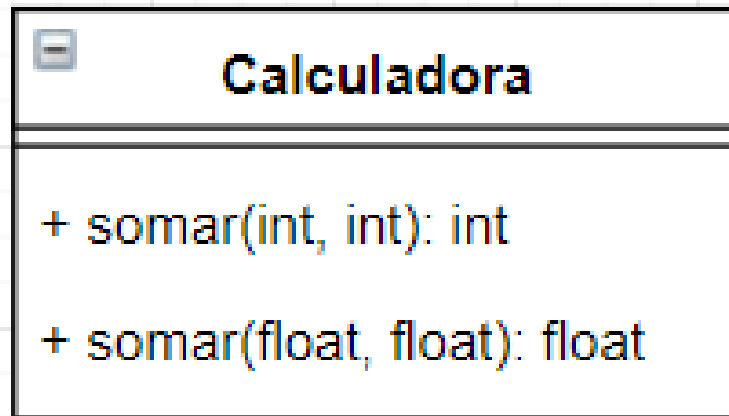 Calculadora
+ somar(int, int): int
+ somar(float, float): float